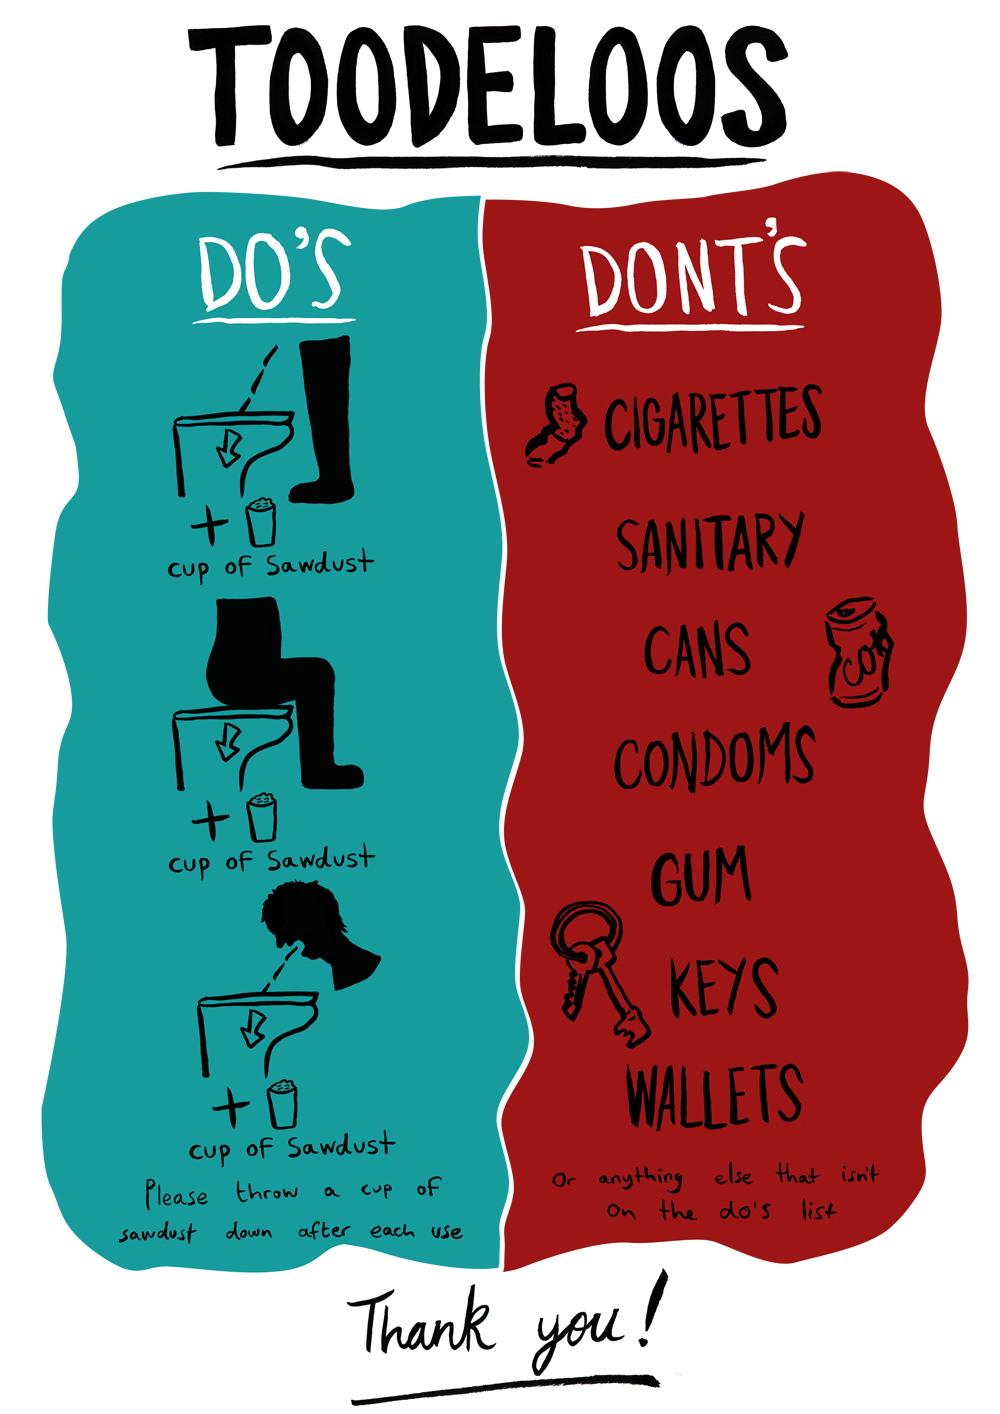 TOODELOOS
DO'S
cup of Sawdust
cup of Sawdust
cup of Sawdust
Please throw a cup of
sawdust down after each use
DONT'S
CIGARETTES
SANITARY
CANS
CONDOMS
GUM
KEYS
WALLETS
Or anything else that isn't
on the do's list
Thank you!